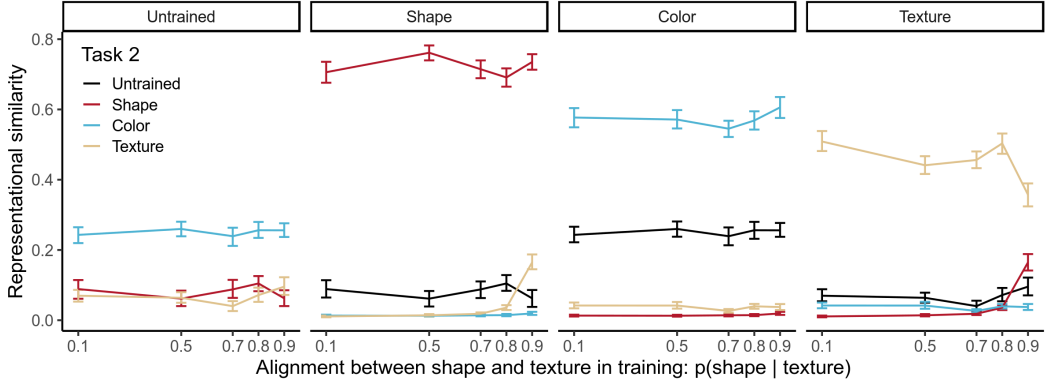 Untrained Shape Color Texture
0.8
0.6
0.4
0.2
0.0
Representational similarity
Task 2
Untrained
Shape
Color
Texture
0.1 0.5 0.7 0.8 0.9 0.1 0.5 0.7 0.8 0.9 0.1 0.5 0.7 0.8 0.9 0.1 0.5 0.7 0.8 0.9
Alignment between shape and texture in training: p(shape | texture)